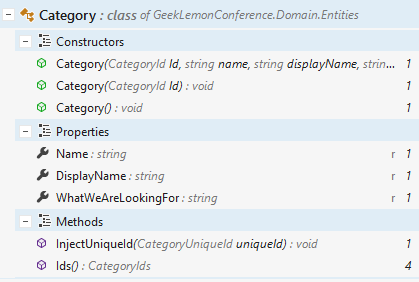 Category : class of GeekLemonConference.Domain.Entities
Constructors
Category(CategoryId Id, string name, string displayName, strin... 1
Category(CategoryId Id) : void 1
Category() : void 1
Properties
Name : string r 1
DisplayName : string r 1
WhatWeAreLookingFor : string r 1
Methods
InjectUniqueId(CategoryUniqueId uniqueId) : void 1
Ids() : CategoryIds 4